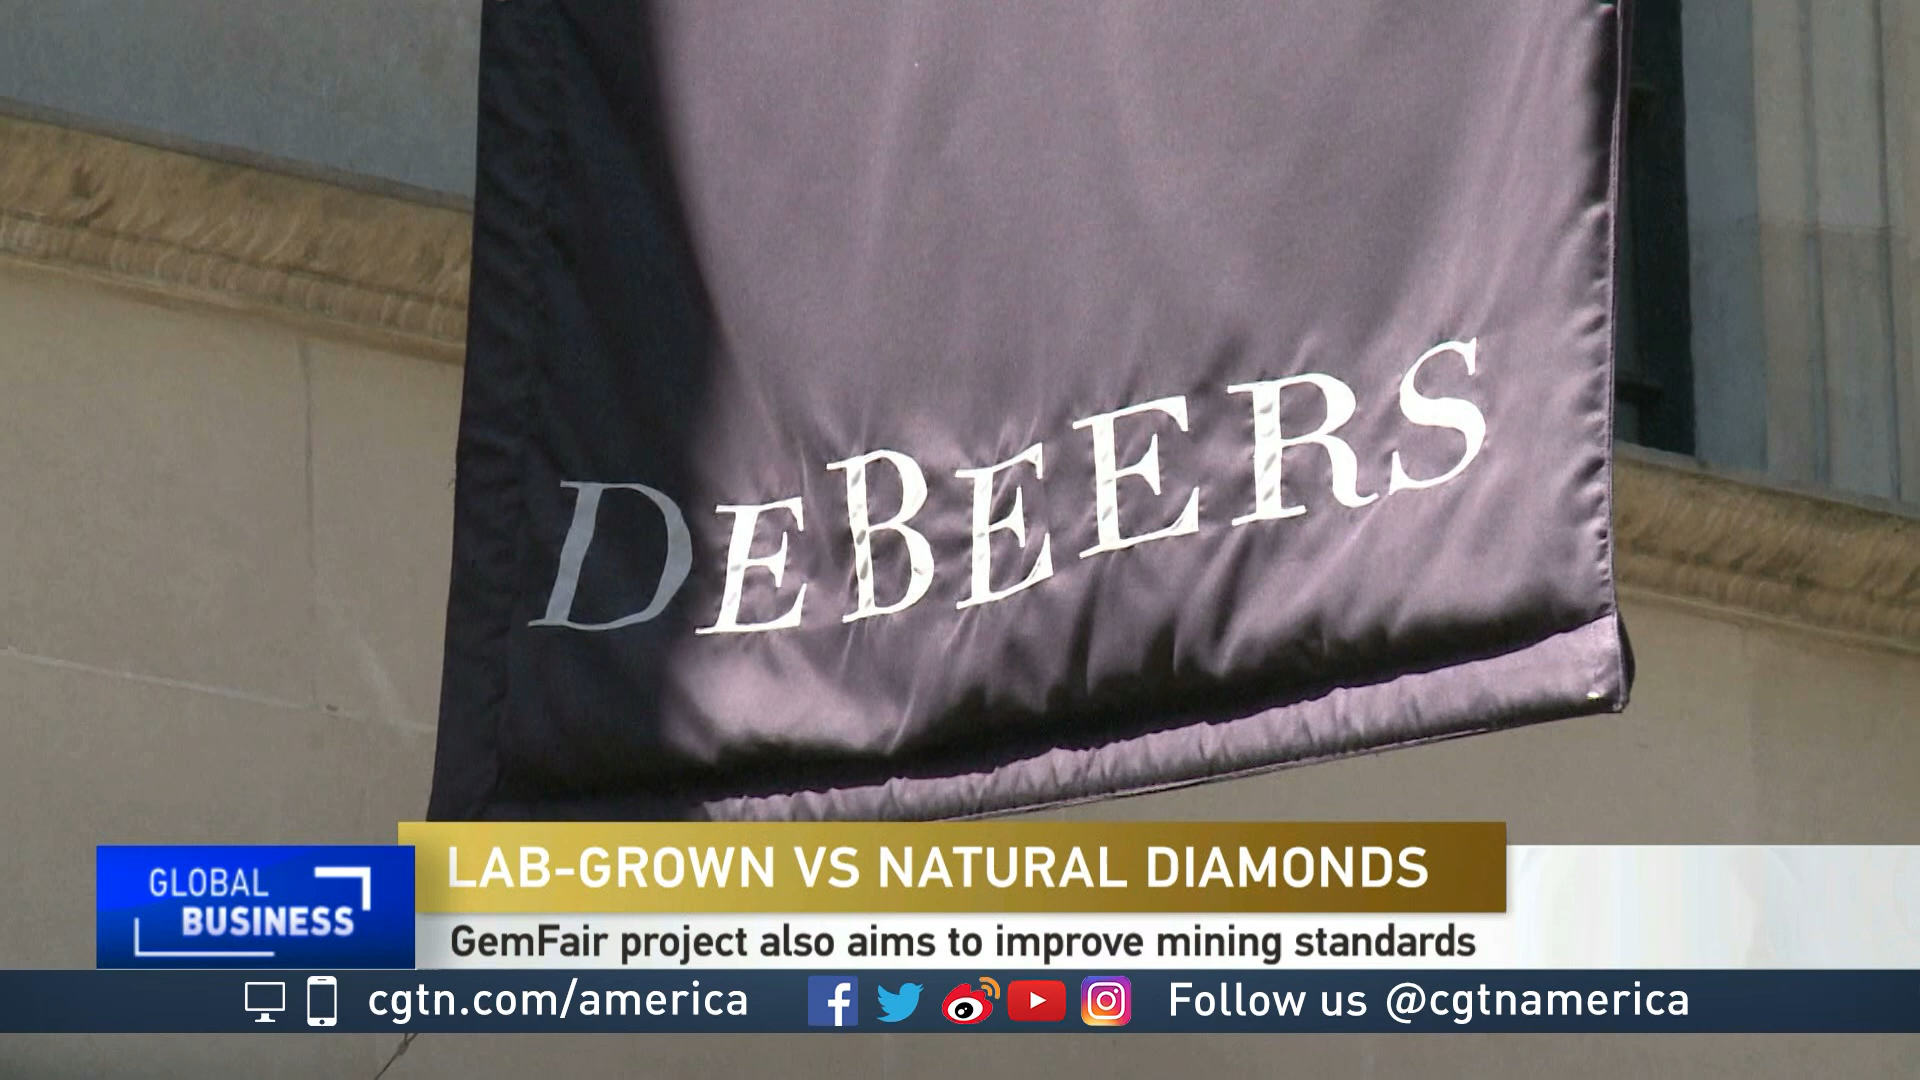 DEBEERS
LAB-GROWN VS NATURAL DIAMONDS
GLOBAL
BUSINESS
GemFair project also aims to improve mining standards
cgtn.com/america
Follow us @cgtnamerica